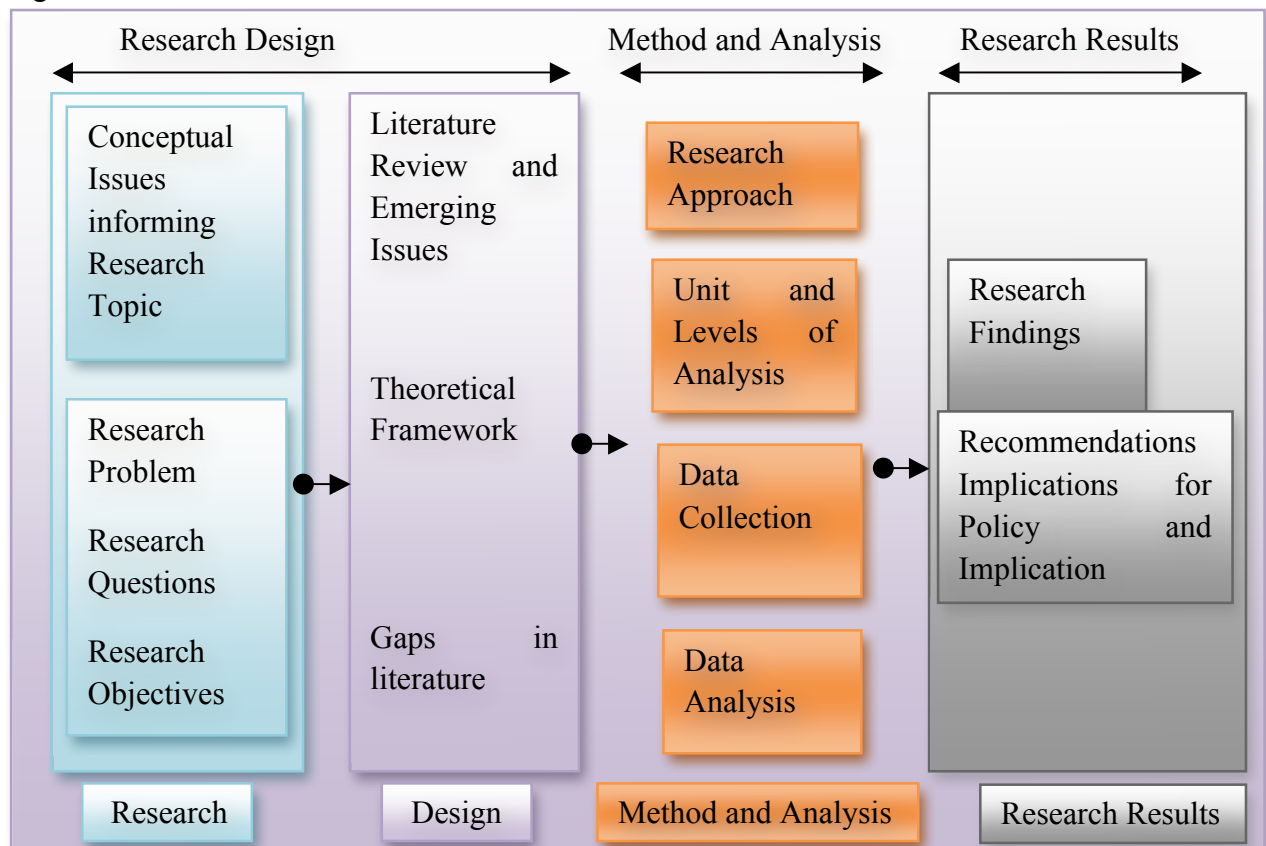 Research Design
Method and Analysis
Research Results
Conceptual
Issues
informing
Research
Topic
Research
Problem
Research
Questions
Research
Objectives
Literature
Review and
Emerging
Issues
Theoretical
Framework
Gaps in
literature
Research
Approach
Unit and
Levels of
Analysis
Data
Collection
Data
Analysis
Research
Findings
Recommendations
Implications for
Policy and
Implication
Research
Design
Method and Analysis
Research Results